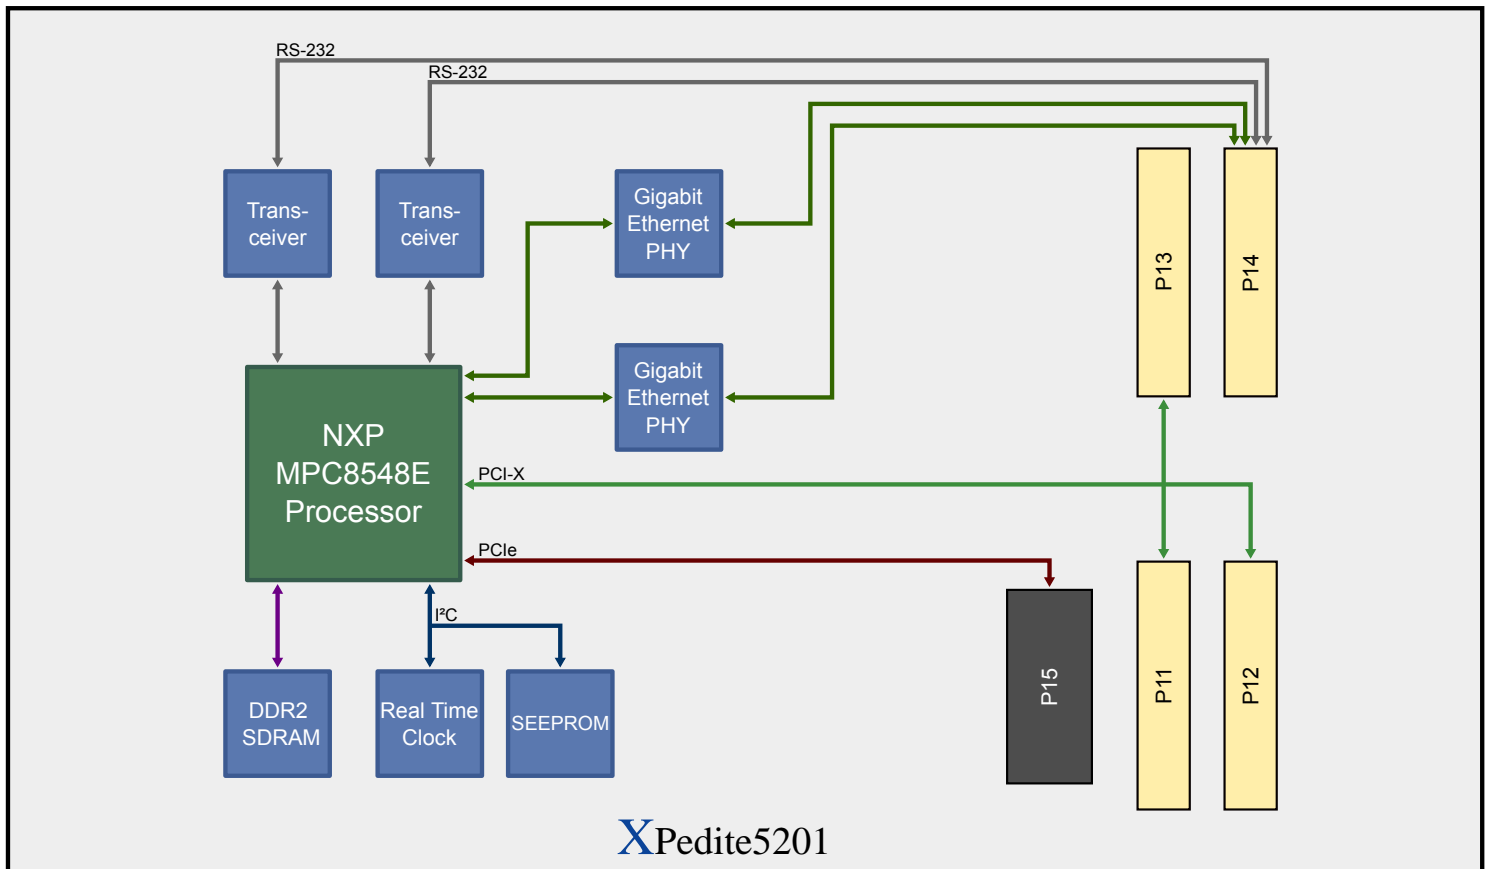 RS-232
RS-232
Trans-
ceiver
Trans-
ceiver
Gigabit
Ethernet
PHY
P13
P14
Gigabit
Ethernet
PHY
NXP
MPC8548E
Processor
PCI-X
PCIe
I²C
DDR2
SDRAM
Real Time
Clock
SEEPROM
P15
P11
P12
XPedite5201